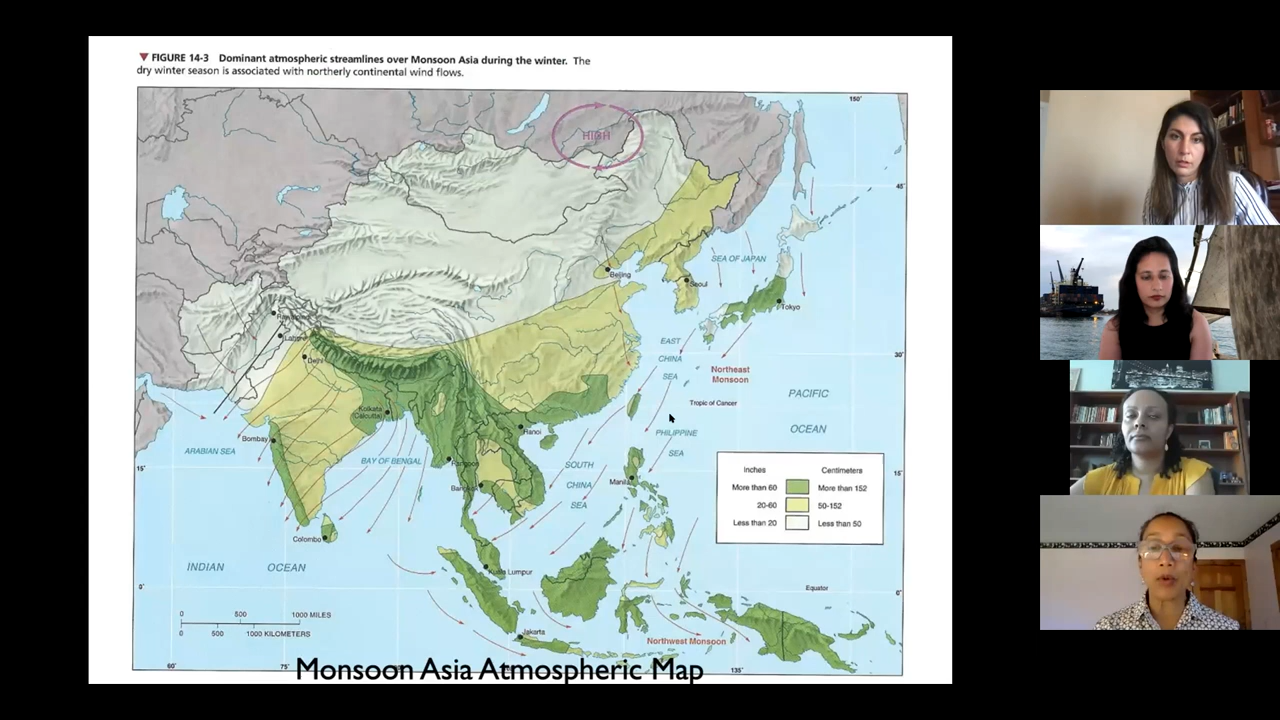 ▼ FIGURE 14-3 Dominant atmospheric streamlines over Monsoon Asia during the winter. The
dry winter season is associated with northerly continental wind flows.
150°
HIGH
45°
SEA OF JAPAN
Beijing
Seoul
Tokyo
Lahore
EAST
CHINA
SEA
30°
Delhi
Northeast
Monsoon
PACIFIC
OCEAN
Tropic of Cancer
Kolkata
(Calcutta)
Hanoi
PHILIPPINE
SEA
Bombay
ARABIAN SEA
BAY OF BENGAL
15°
SOUTH
CHINA
SEA
Manila
15°
Inches
Centimeters
More than 60
More than 152
20-60
50-152
Less than 20
Less than 50
Colombo
INDIAN
OCEAN
Kuala Lumpur
0°
Equator
0°
0 500 1000 MILES
0 500 1000 KILOMETERS
Jakarta
Northwest Monsoon
60°
75°
135°
Monsoon Asia Atmospheric Map